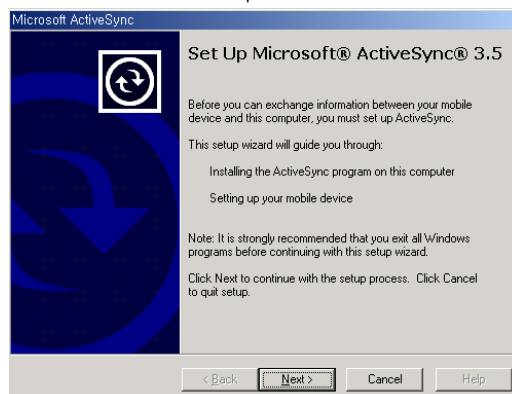 Microsoft ActiveSync
Set Up Microsoft® ActiveSync® 3.5
Before you can exchange information between your mobile
device and this computer, you must set up ActiveSync.
This setup wizard will guide you through:
Installing the ActiveSync program on this computer
Setting up your mobile device
Note: It is strongly recommended that you exit all Windows
programs before continuing with this setup wizard.
Click Next to continue with the setup process. Click Cancel
to quit setup.
< Back Next > Cancel Help